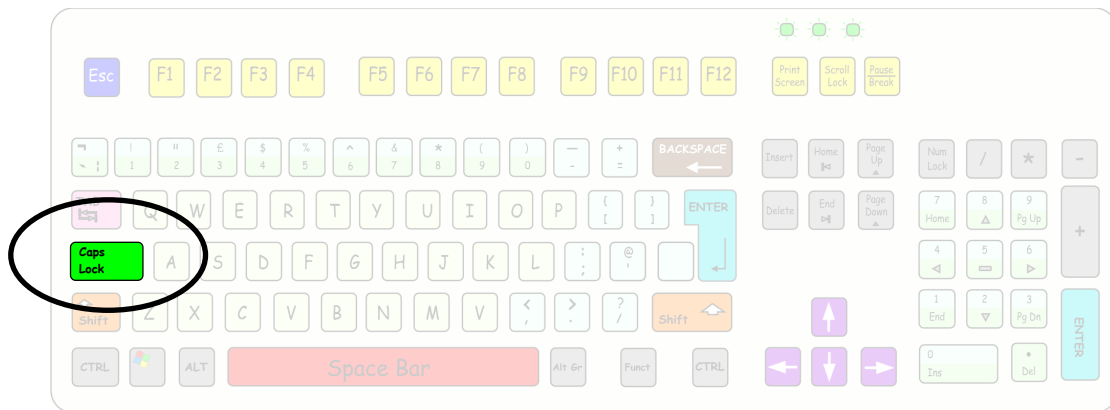 Esc F1 F2 F3 F4 F5 F6 F7 F8 F9 F10 F11 F12 Print Screen Scroll Lock Pause Break
¬ ` ¦ ! 1 " 2 £ 3 $ 4 % 5 ^ 6 & 7 * 8 ( 9 ) 0 — - + = BACKSPACE Insert Home Page Up Num Lock / * -
Q W E R T Y U I O P { [ } ] ENTER Delete End Page Down 7 Home 8 9 Pg Up +
Caps Lock A S D F G H J K L : ; @ ' 4 5 6
Shift Z X C V B N M V < , > . ? / Shift 1 End 2 3 Pg Dn ENTER
CTRL ALT Space Bar Alt Gr Funct CTRL 0 Ins . Del